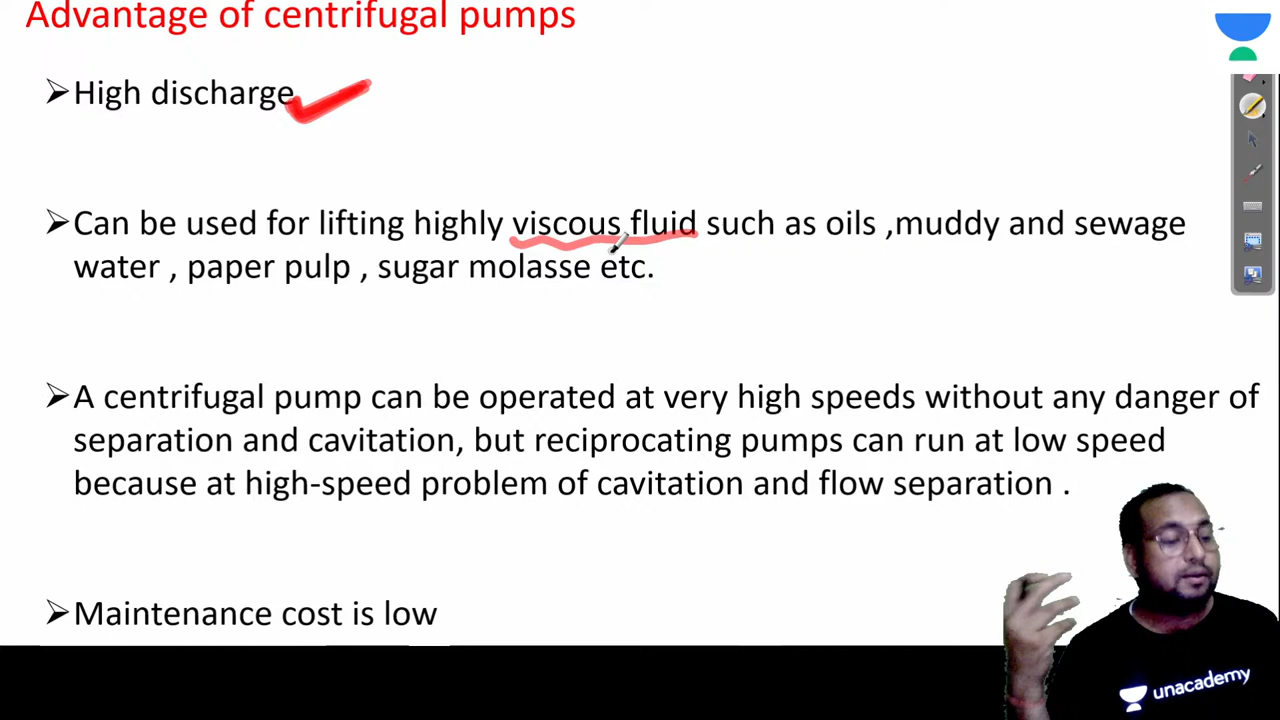 Advantage of centrifugal pumps
➢High discharge
➢Can be used for lifting highly viscous fluid such as oils ,muddy and sewage
water , paper pulp , sugar molasse etc.
➢A centrifugal pump can be operated at very high speeds without any danger of
separation and cavitation, but reciprocating pumps can run at low speed
because at high-speed problem of cavitation and flow separation .
➢Maintenance cost is low
unacademy